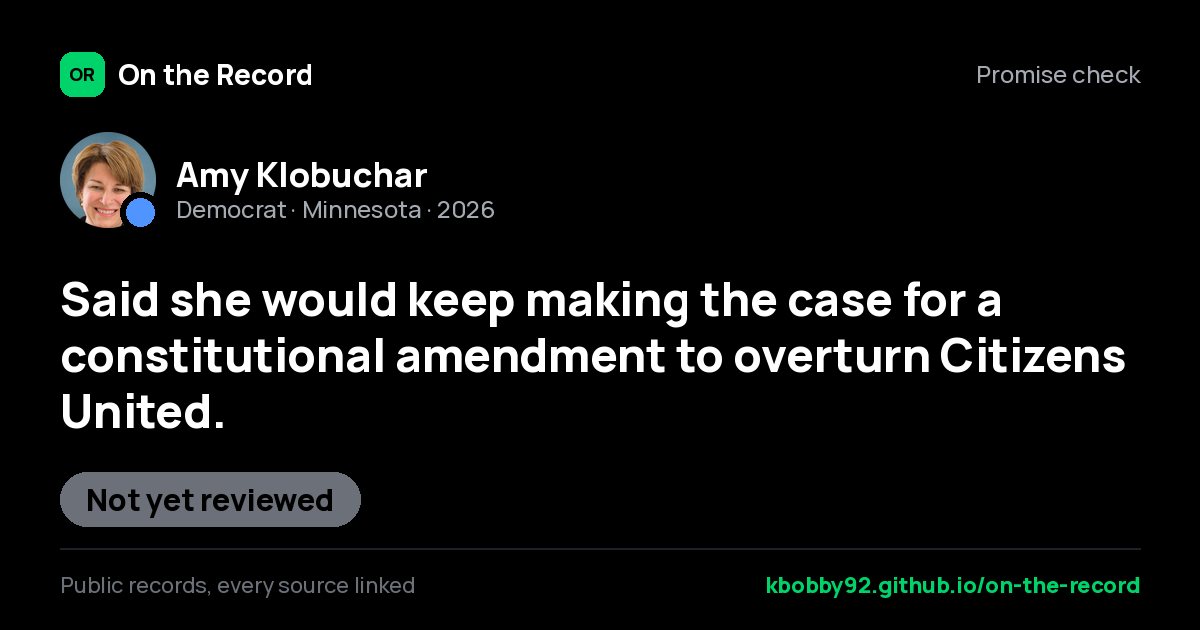 OR On the Record
Promise check
Amy Klobuchar
Democrat · Minnesota · 2026
Said she would keep making the case for a
constitutional amendment to overturn Citizens
United.
Not yet reviewed
Public records, every source linked
kbobby92.github.io/on-the-record